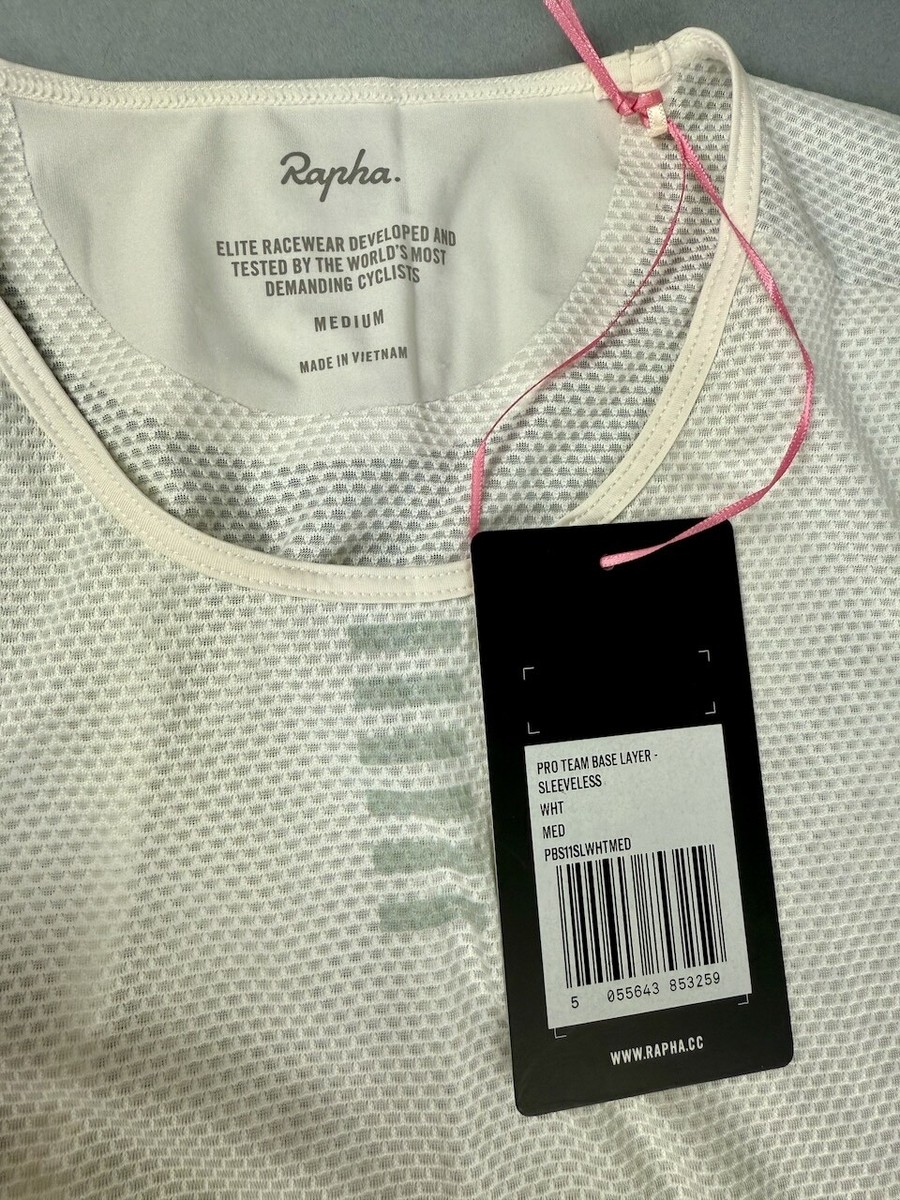 Rapha.
ELITE RACEWEAR DEVELOPED AND
TESTED BY THE WORLD'S MOST
DEMANDING CYCLISTS
MEDIUM
MADE IN VIETNAM
PRO TEAM BASE LAYER -
SLEEVELESS
WHT
MED
PBS11SLWHTMED
5 055643 853259
WWW.RAPHA.CC